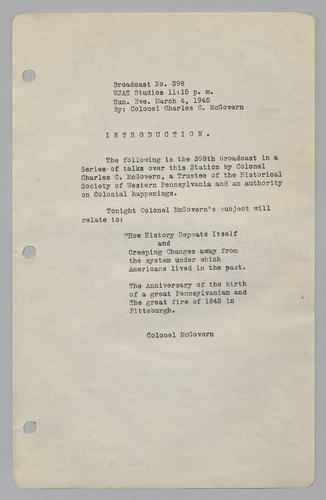 Broadcast No. 398
WJAS Studios 11:15 p. m.
Sun. Eve. March 4, 1945
By: Colonel Charles C. McGovern
I N T R O D U C T I O N .
The following is the 398th broadcast in a
Series of talks over this Station by Colonel
Charles C. McGovern, a Trustee of the Historical
Society of Western Pennsylvania and an authority
on Colonial happenings.
Tonight Colonel McGovern's subject will
relate to:
"How History Repeats Itself
and
Creeping Changes away from
the system under which
Americans lived in the past.
The Anniversary of the birth
of a great Pennsylvanian and
The great fire of 1845 in
Pittsburgh.
Colonel McGovern